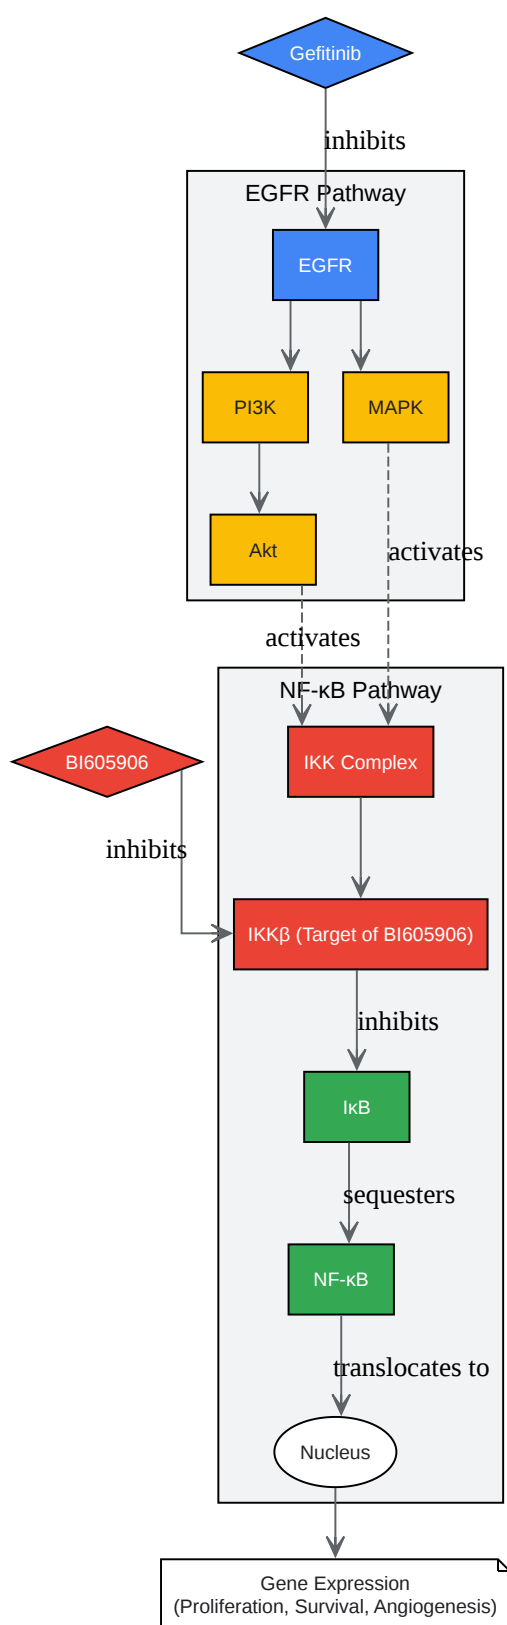 Gefitinib
inhibits
EGFR Pathway
EGFR
PI3K
MAPK
Akt
activates
activates
NF-κB Pathway
BI605906
IKK Complex
inhibits
IKKβ (Target of BI605906)
inhibits
IκB
sequesters
NF-κB
translocates to
Nucleus
Gene Expression
(Proliferation, Survival, Angiogenesis)